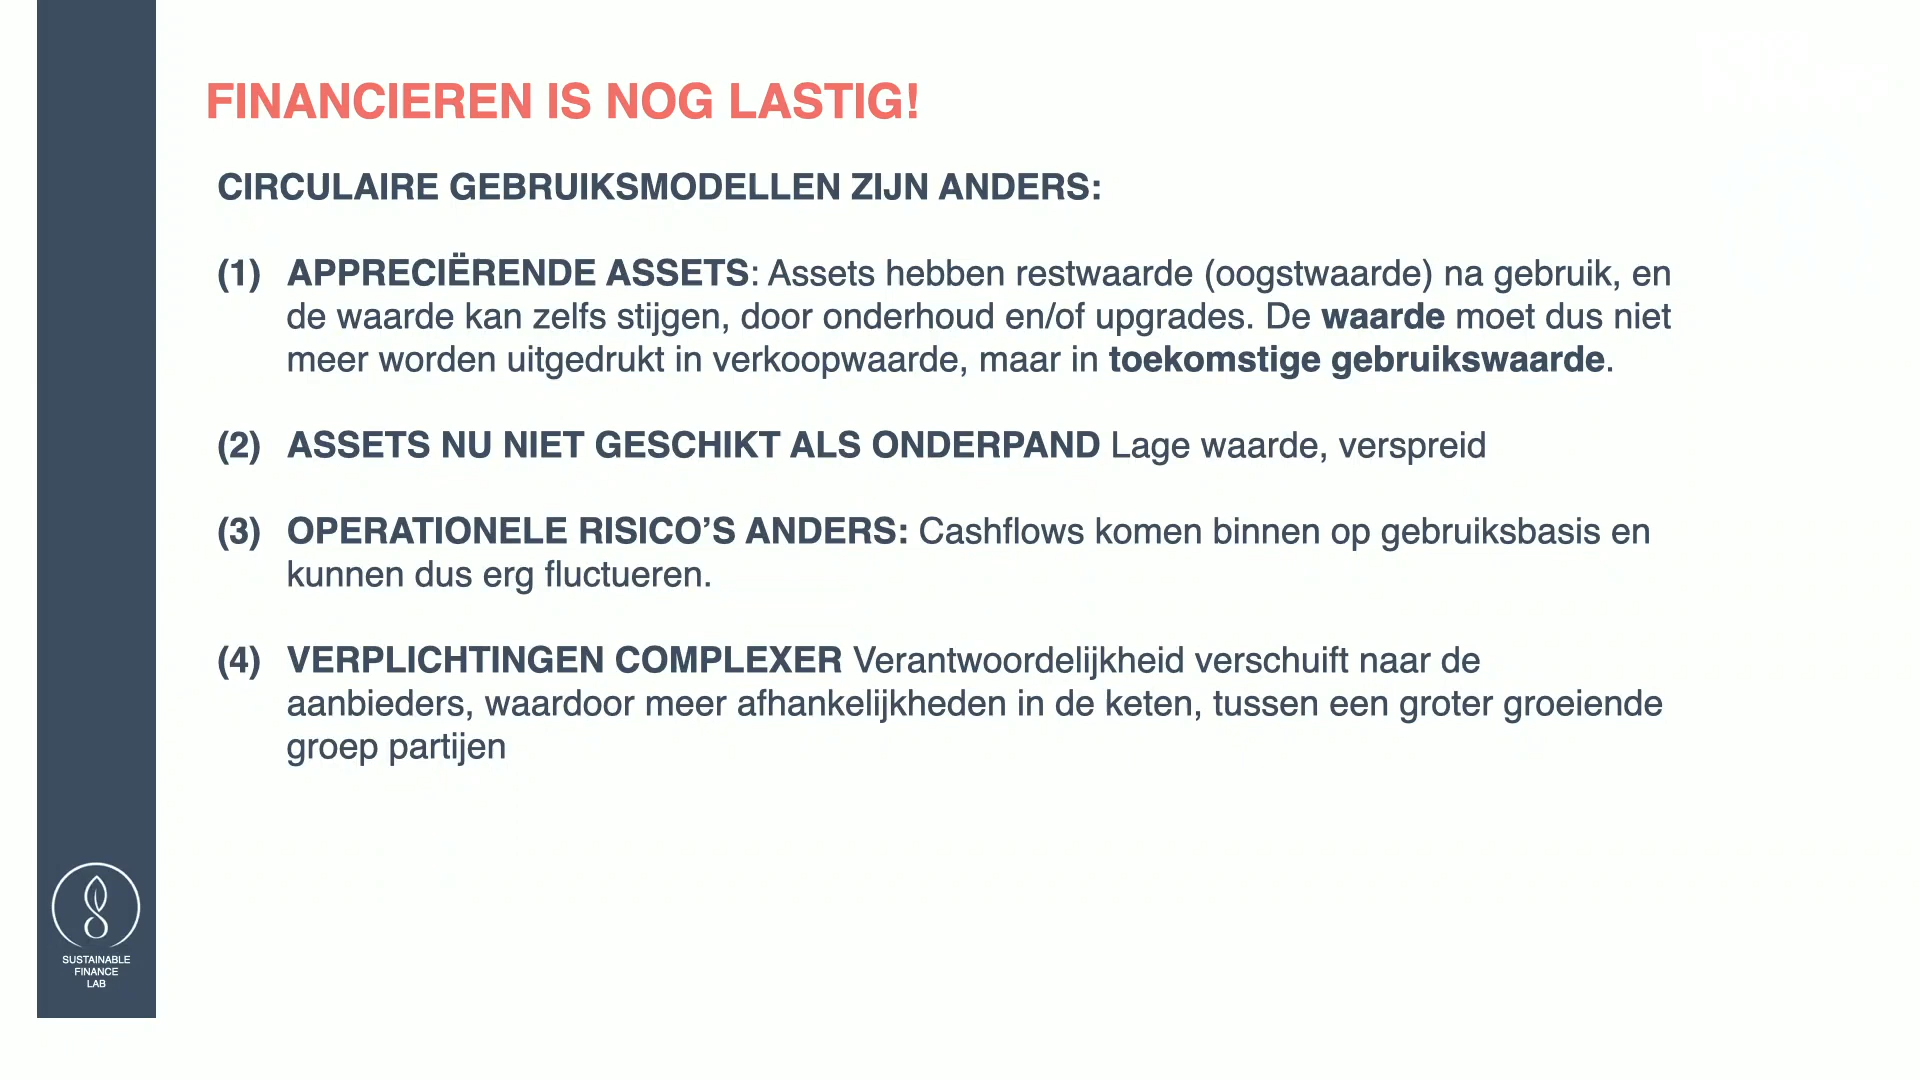 FINANCIEREN IS NOG LASTIG!
CIRCULAIRE GEBRUIKSMODELLEN ZIJN ANDERS:
(1) APPRECIËRENDE ASSETS: Assets hebben restwaarde (oogstwaarde) na gebruik, en
de waarde kan zelfs stijgen, door onderhoud en/of upgrades. De waarde moet dus niet
meer worden uitgedrukt in verkoopwaarde, maar in toekomstige gebruikswaarde.
(2) ASSETS NU NIET GESCHIKT ALS ONDERPAND Lage waarde, verspreid
(3) OPERATIONELE RISICO’S ANDERS: Cashflows komen binnen op gebruiksbasis en
kunnen dus erg fluctueren.
(4) VERPLICHTINGEN COMPLEXER Verantwoordelijkheid verschuift naar de
aanbieders, waardoor meer afhankelijkheden in de keten, tussen een groter groeiende
groep partijen
SUSTAINABLE
FINANCE
LAB